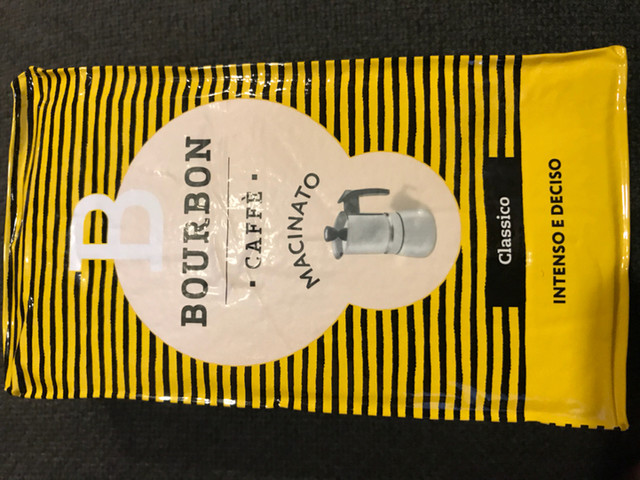 B
BOURBON
· CAFFÈ ·
MACINATO
Classico
INTENSO E DECISO